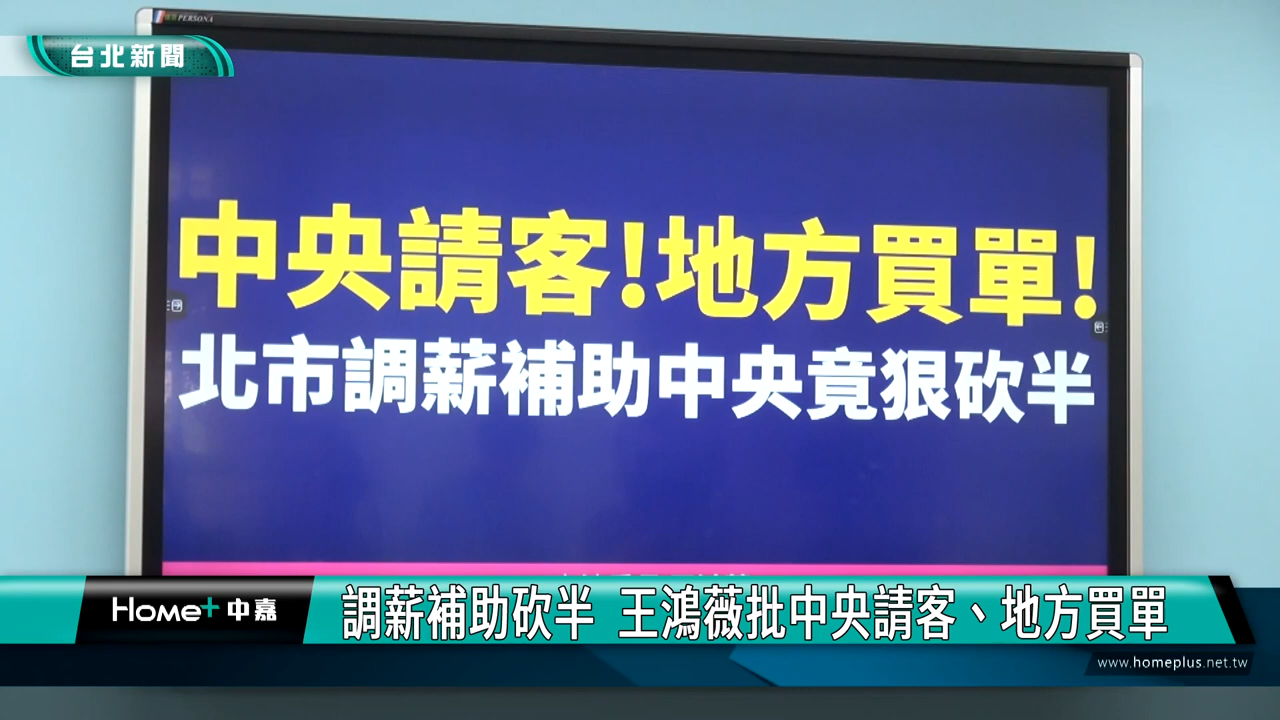 PERSONA
台北新聞
中央請客!地方買單!
北市調薪補助中央竟狠砍半
Home+中嘉
調薪補助砍半 王鴻薇批中央請客、地方買單
www.homeplus.net.tw